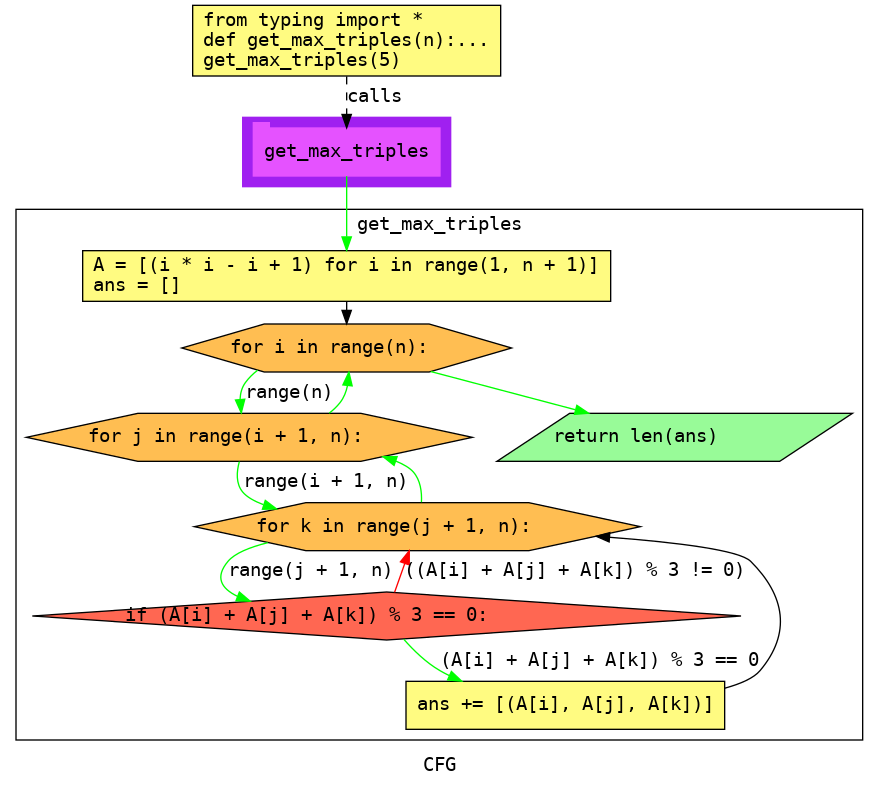 from typing import *
def get_max_triples(n):...
get_max_triples(5)
calls
get_max_triples
get_max_triples
A = [(i * i - i + 1) for i in range(1, n + 1)]
ans = []
for i in range(n):
range(n)
for j in range(i + 1, n):
return len(ans)
range(i + 1, n)
for k in range(j + 1, n):
range(j + 1, n)
((A[i] + A[j] + A[k]) % 3 != 0)
if (A[i] + A[j] + A[k]) % 3 == 0:
(A[i] + A[j] + A[k]) % 3 == 0
ans += [(A[i], A[j], A[k])]
CFG